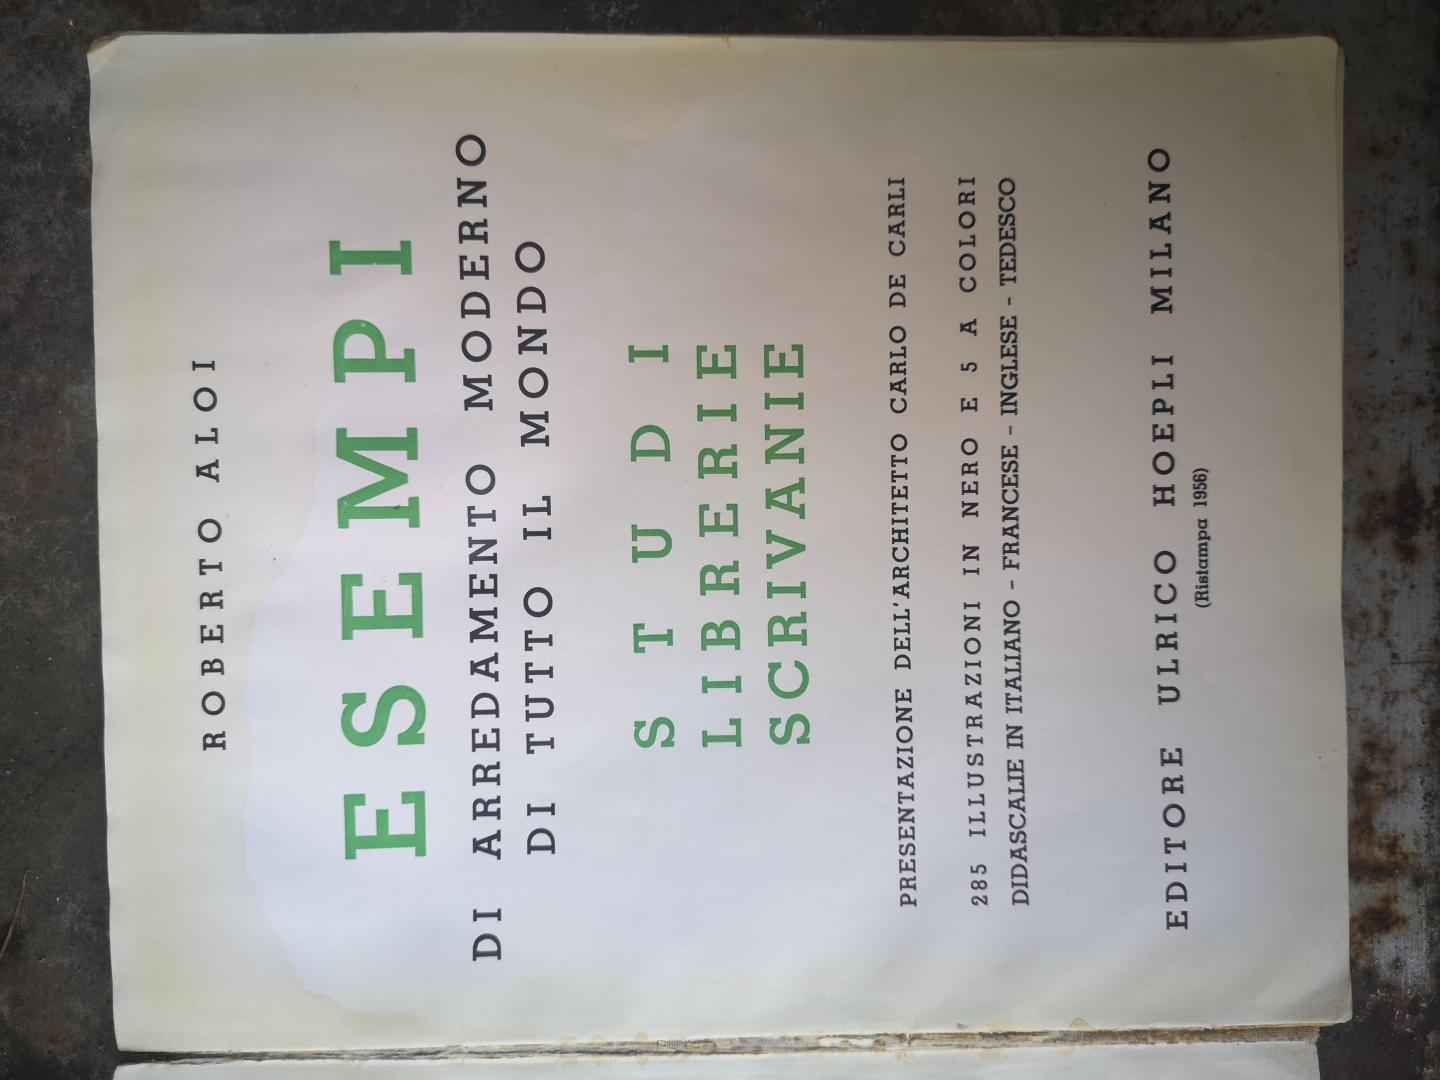 ROBERTO ALOI
ESEMPI
DI ARREDAMENTO MODERNO
DI TUTTO IL MONDO
STUDI
LIBRERIE
SCRIVANIE
PRESENTAZIONE DELL'ARCHITETTO CARLO DE CARLI
285 ILLUSTRAZIONI IN NERO E 5 A COLORI
DIDASCALIE IN ITALIANO - FRANCESE - INGLESE - TEDESCO
EDITORE ULRICO HOEPLI MILANO
(Ristampa 1956)